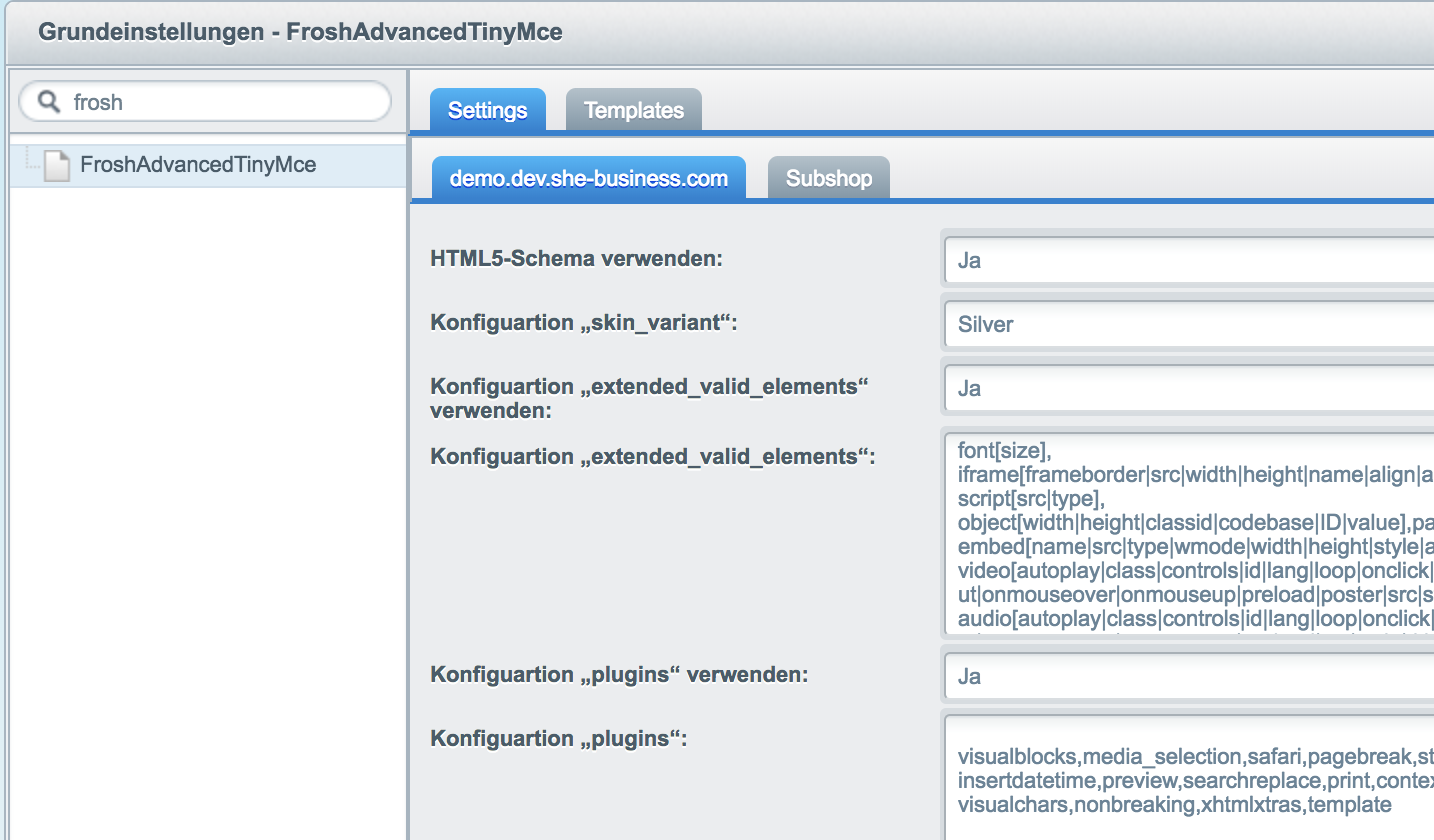 Grundeinstellungen - FroshAdvancedTinyMce
frosh
FroshAdvancedTinyMce
Settings Templates
demo.dev.she-business.com Subshop
HTML5-Schema verwenden: Ja
Konfiguartion „skin_variant“: Silver
Konfiguartion „extended_valid_elements“ Ja
verwenden:
Konfiguartion „extended_valid_elements“:
font[size],
iframe[frameborder|src|width|height|name|align|a
script[src|type],
object[width|height|classid|codebase|ID|value],pa
embed[name|src|type|wmode|width|height|style|a
video[autoplay|class|controls|id|lang|loop|onclick|
ut|onmouseover|onmouseup|preload|poster|src|s
audio[autoplay|class|controls|id|lang|loop|onclick|
Konfiguartion „plugins“ verwenden: Ja
Konfiguartion „plugins“:
visualblocks,media_selection,safari,pagebreak,st
insertdatetime,preview,searchreplace,print,contex
visualchars,nonbreaking,xhtmlxtras,template